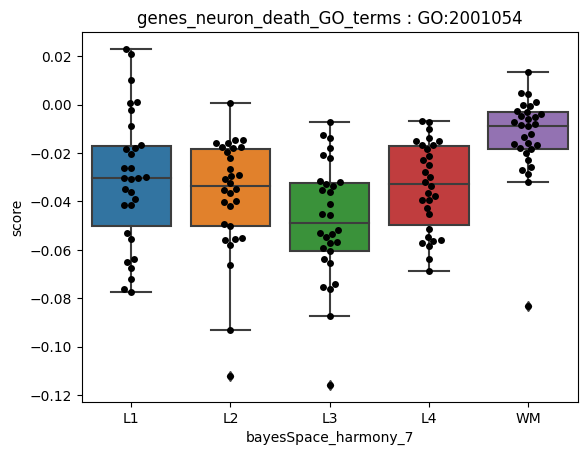 genes_neuron_death_GO_terms : GO:2001054
0.02
0.00
−0.02
−0.04
−0.06
−0.08
−0.10
−0.12
score
L1 L2 L3 L4 WM
bayesSpace_harmony_7